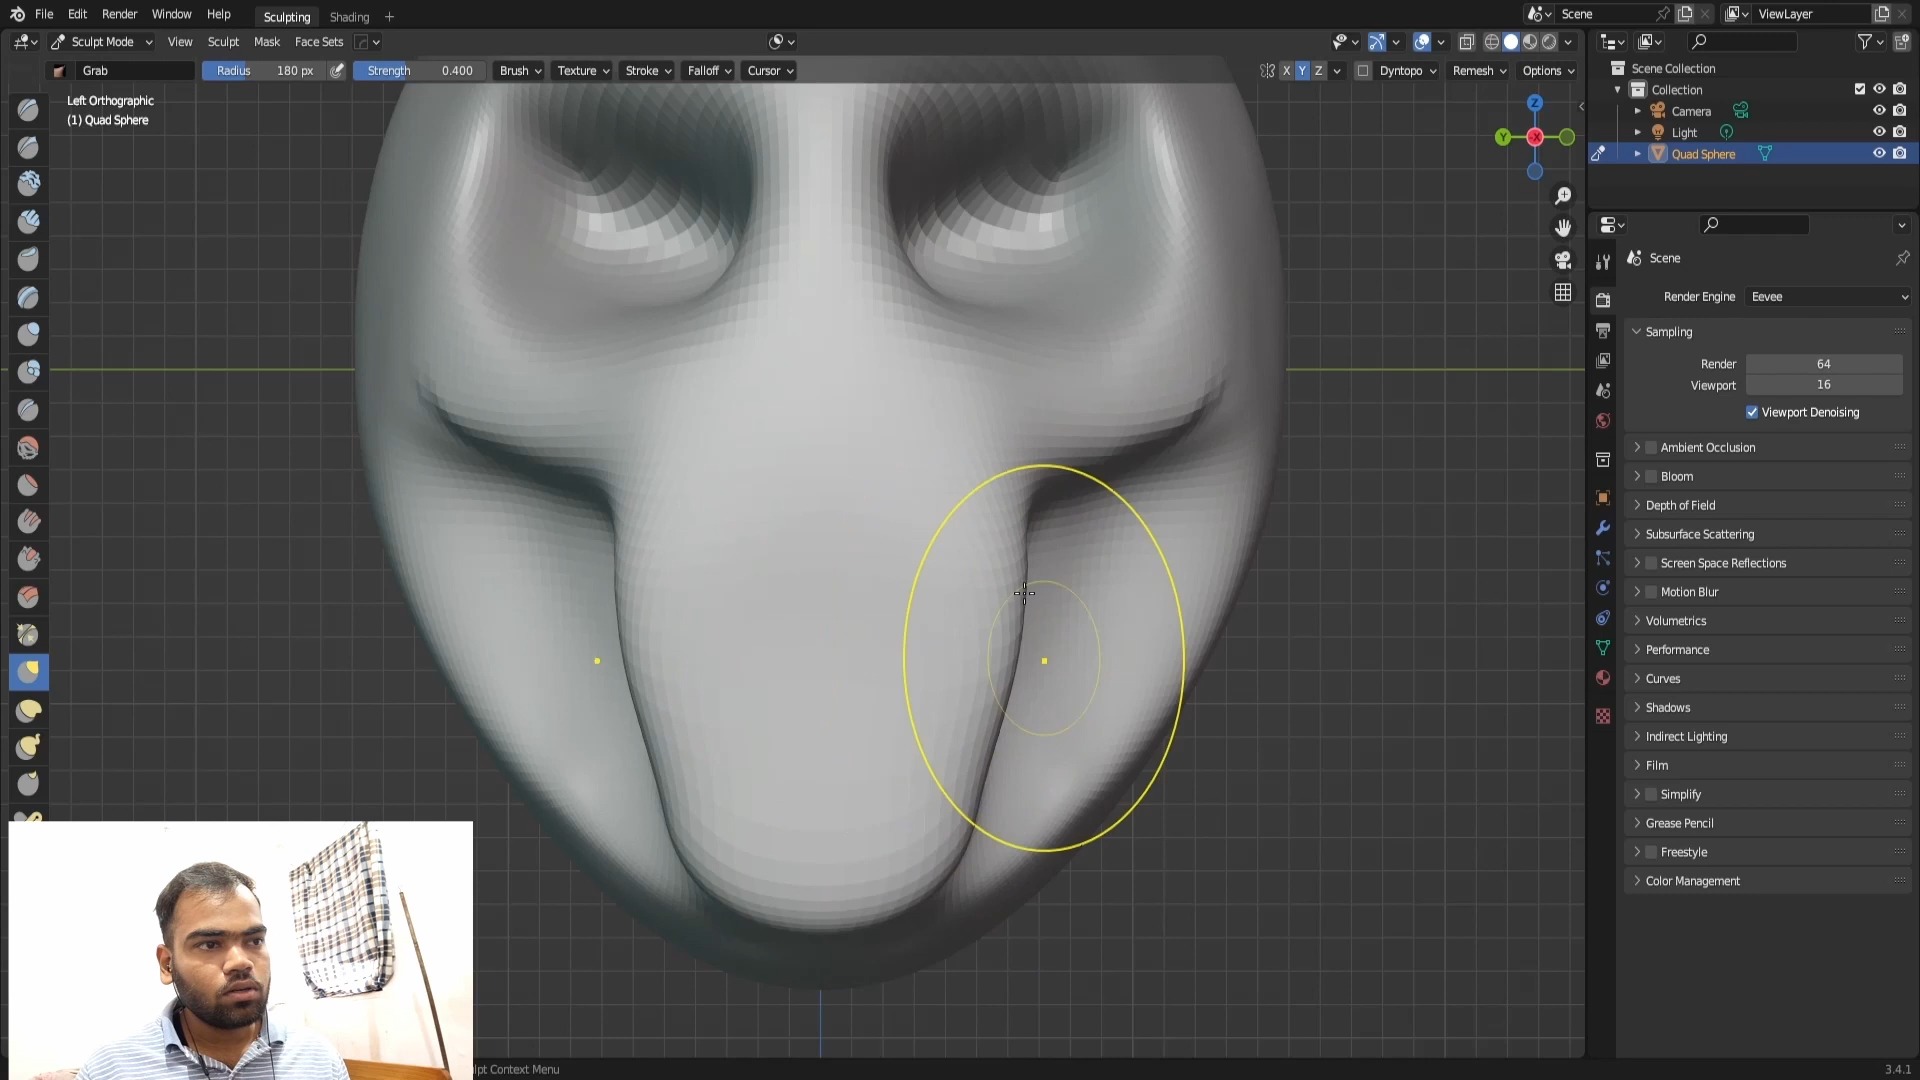 File Edit Render Window Help Sculpting Shading + Scene ViewLayer
Sculpt Mode View Sculpt Mask Face Sets
Grab Radius 180 px Strength 0.400 Brush Texture Stroke Falloff Cursor X Y Z Dyntopo Remesh Options
Left Orthographic
(1) Quad Sphere
Z
Y
-X
Scene Collection
Collection
Camera
Light
Quad Sphere
Scene
Render Engine Eevee
Sampling
Render 64
Viewport 16
Viewport Denoising
Ambient Occlusion
Bloom
Depth of Field
Subsurface Scattering
Screen Space Reflections
Motion Blur
Volumetrics
Performance
Curves
Shadows
Indirect Lighting
Film
Simplify
Grease Pencil
Freestyle
Color Management
lpt Context Menu
3.4.1